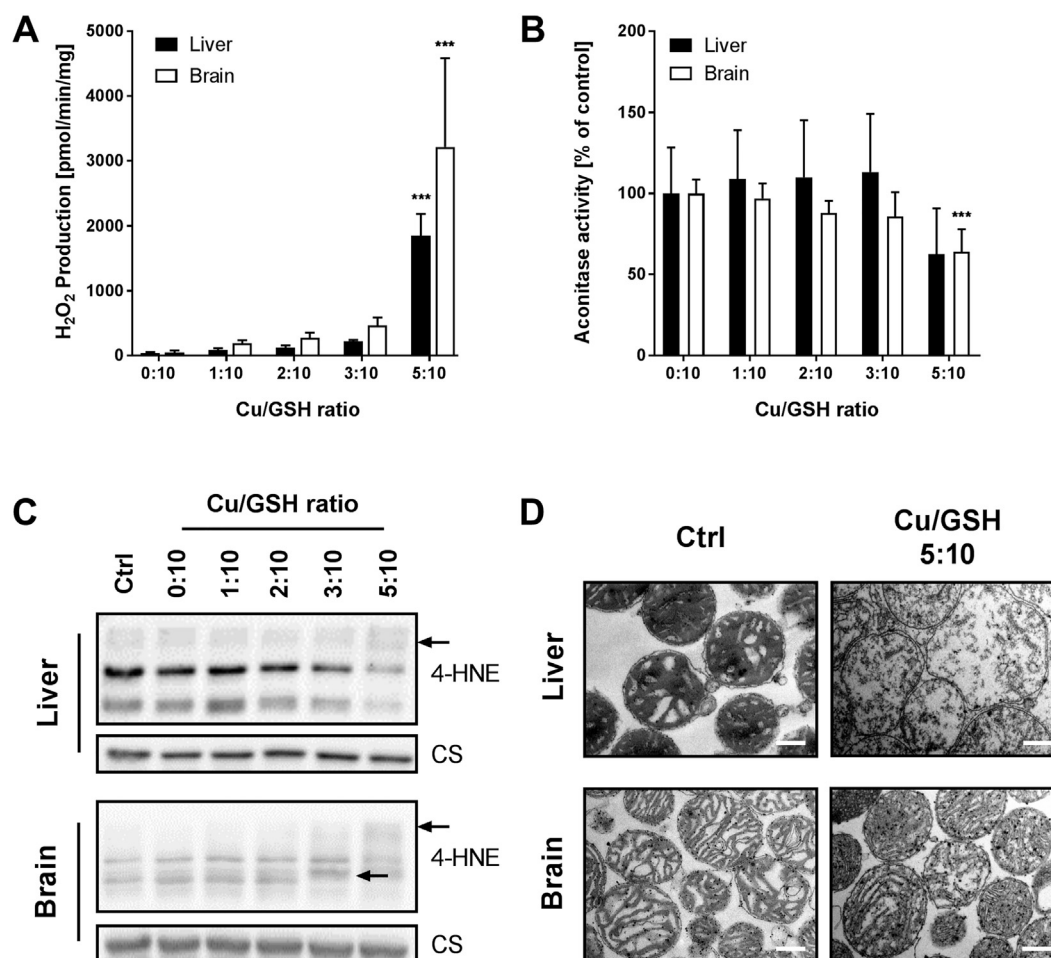 A
H₂O₂ Production [pmol/min/mg]
5000
4000
3000
2000
1000
0
Liver
Brain
***
***
0:10 1:10 2:10 3:10 5:10
Cu/GSH ratio
B
Aconitase activity [% of control]
200
150
100
50
0
Liver
Brain
***
0:10 1:10 2:10 3:10 5:10
Cu/GSH ratio
C
Cu/GSH ratio
Ctrl 0:10 1:10 2:10 3:10 5:10
Liver
4-HNE
CS
Brain
4-HNE
CS
D
Ctrl
Cu/GSH
5:10
Liver
Brain